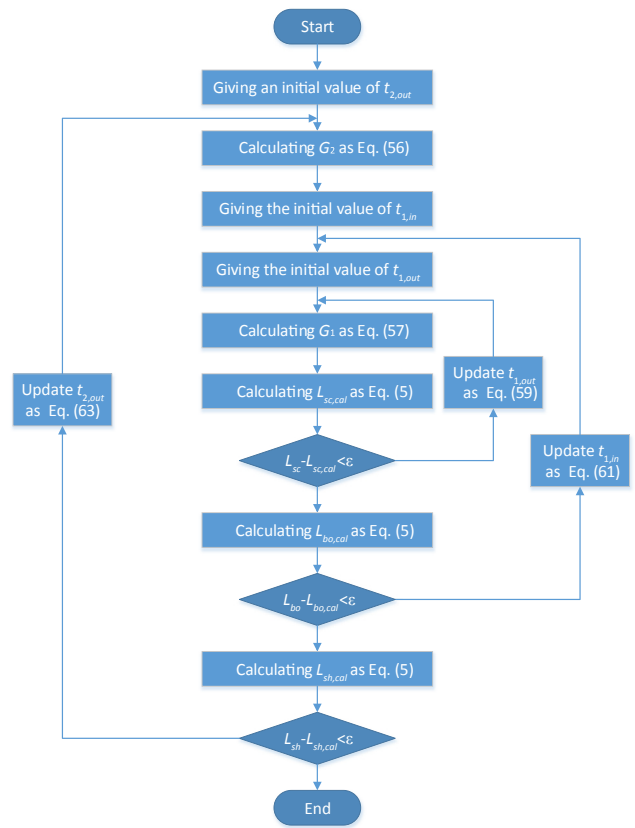 Start
Giving an initial value of t2,out
Calculating G2 as Eq. (56)
Giving the initial value of t1,in
Giving the initial value of t1,out
Calculating G1 as Eq. (57)
Update t2,out
as Eq. (63)
Update t1,out
as Eq. (59)
Calculating Lsc,cal as Eq. (5)
Lsc-Lsc,cal<ε
Update t1,in
as Eq. (61)
Calculating Lbo,cal as Eq. (5)
Lbo-Lbo,cal<ε
Calculating Lsh,cal as Eq. (5)
Lsh-Lsh,cal<ε
End